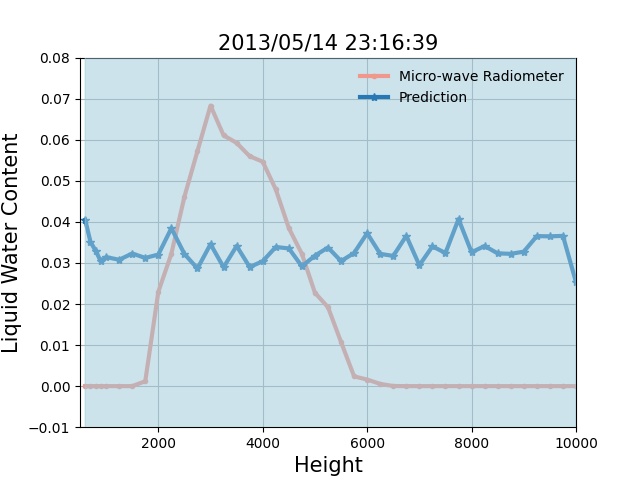 2013/05/14 23:16:39
Micro-wave Radiometer
Prediction
Liquid Water Content
0.08
0.07
0.06
0.05
0.04
0.03
0.02
0.01
0.00
−0.01
2000 4000 6000 8000 10000
Height